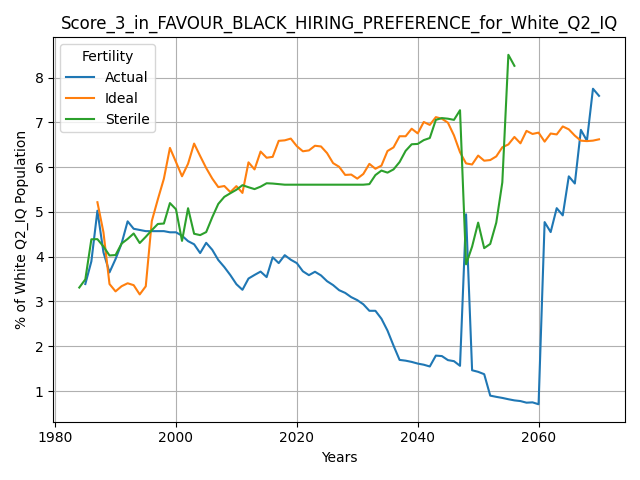 Score_3_in_FAVOUR_BLACK_HIRING_PREFERENCE_for_White_Q2_IQ
Fertility
Actual
Ideal
Sterile
% of White Q2_IQ Population
8
7
6
5
4
3
2
1
1980 2000 2020 2040 2060
Years